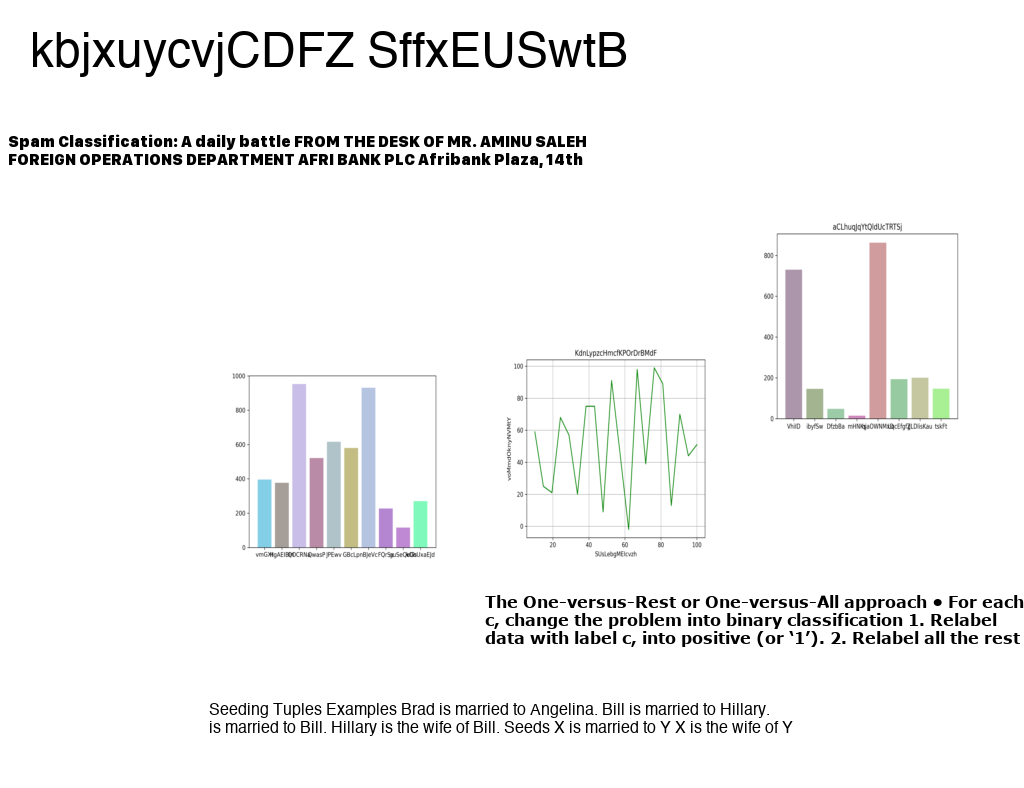 kbjxuycvjCDFZ SffxEUSwtB
Spam Classification: A daily battle FROM THE DESK OF MR. AMINU SALEH
FOREIGN OPERATIONS DEPARTMENT AFRI BANK PLC Afribank Plaza, 14th
aCLhuqJqYtQldUcTRTSj
800
600
400
200
0
VhilD ibyfSw DfzbBa
tskFt
KdnLypzcHmcfKPOrDrBMdF
100
80
60
40
20
0
20 40 60 80 100
SUsLebgMEIcvzh
1000
800
600
400
200
0
JPEwv
The One-versus-Rest or One-versus-All approach • For each
c, change the problem into binary classification 1. Relabel
data with label c, into positive (or ‘1’). 2. Relabel all the rest
Seeding Tuples Examples Brad is married to Angelina. Bill is married to Hillary.
is married to Bill. Hillary is the wife of Bill. Seeds X is married to Y X is the wife of Y